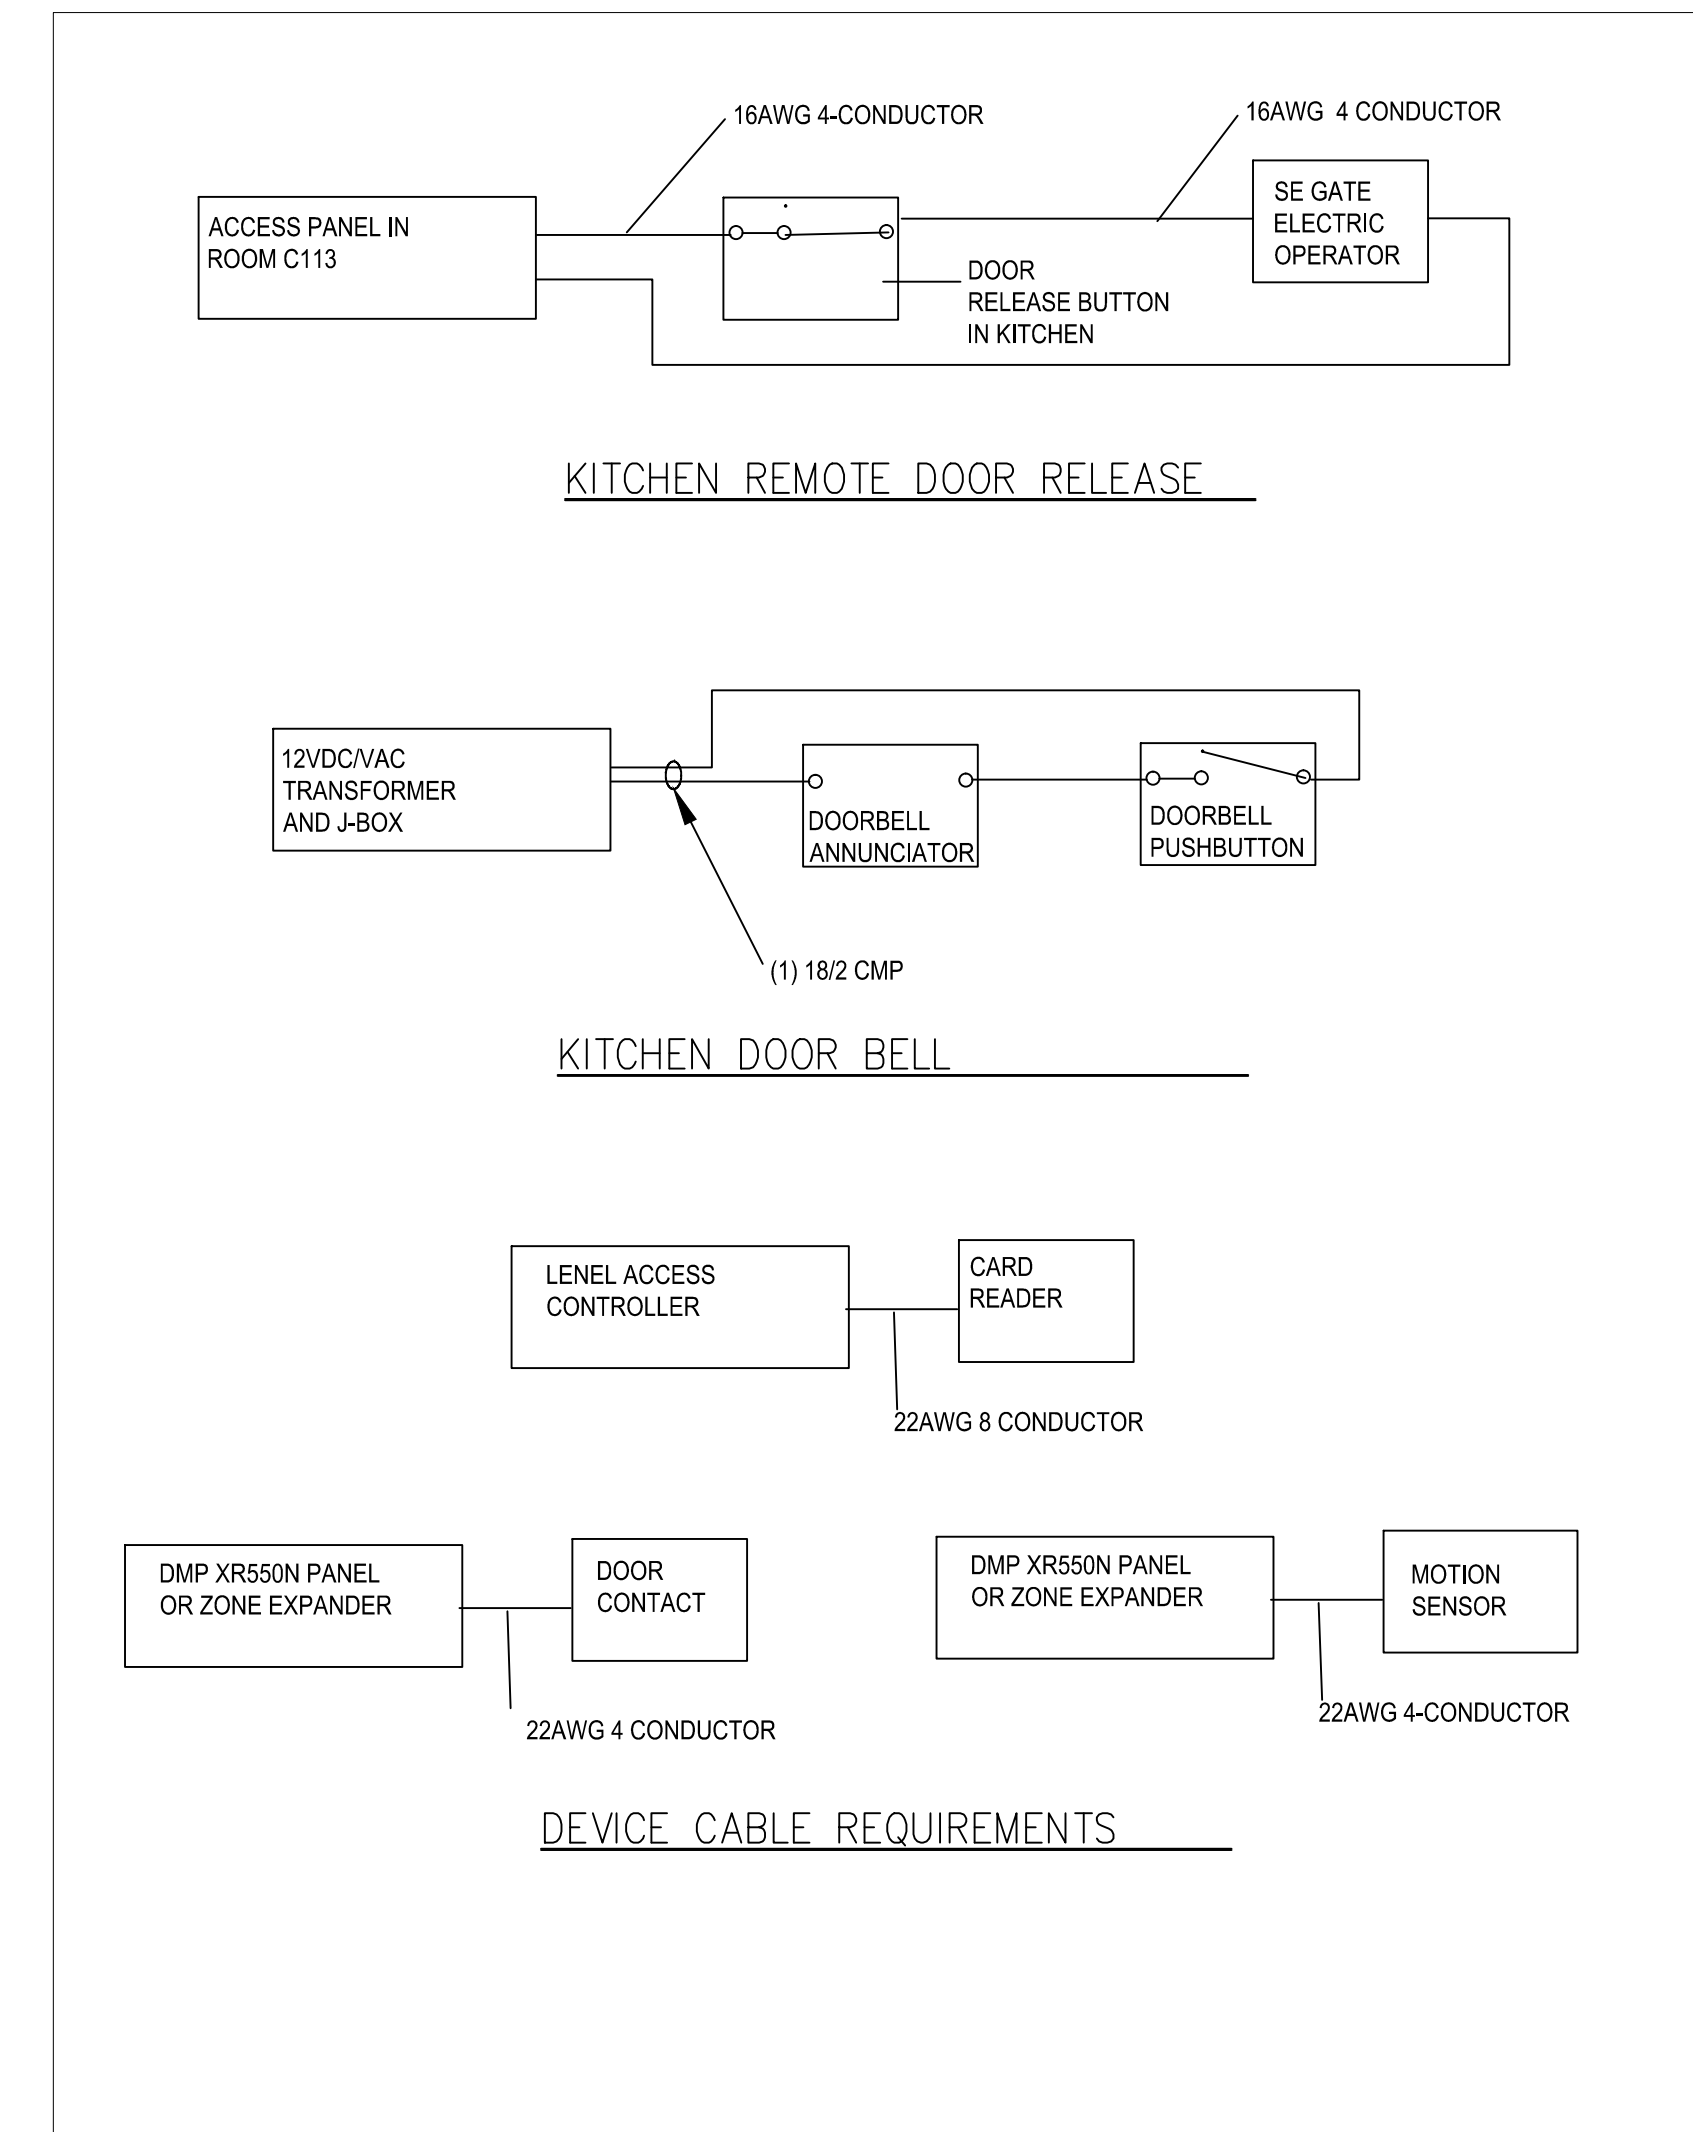 16AWG 4-CONDUCTOR
16AWG 4 CONDUCTOR
ACCESS PANEL IN
ROOM C113
SE GATE
ELECTRIC
OPERATOR
DOOR
RELEASE BUTTON
IN KITCHEN
KITCHEN REMOTE DOOR RELEASE
12VDC/VAC
TRANSFORMER
AND J-BOX
DOORBELL
ANNUNCIATOR
DOORBELL
PUSHBUTTON
(1) 18/2 CMP
KITCHEN DOOR BELL
LENEL ACCESS
CONTROLLER
CARD
READER
22AWG 8 CONDUCTOR
DMP XR550N PANEL
OR ZONE EXPANDER
DOOR
CONTACT
22AWG 4 CONDUCTOR
DMP XR550N PANEL
OR ZONE EXPANDER
MOTION
SENSOR
22AWG 4-CONDUCTOR
DEVICE CABLE REQUIREMENTS